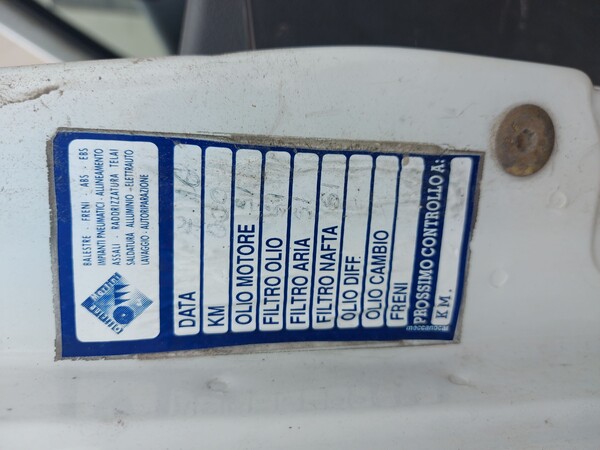 BALESTRE - FRENI - ABS - EBS
IMPIANTI PNEUMATICI - ALLINEAMENTO
ASSALI - RADDRIZZATURA TELAI
SALDATURA ALLUMINIO - ELETTRAUTO
LAVAGGIO - AUTORIPARAZIONE
DATA
KM
OLIO MOTORE
FILTRO OLIO
FILTRO ARIA
FILTRO NAFTA
OLIO DIFF.
OLIO CAMBIO
FRENI
PROSSIMO CONTROLLO A:
KM.